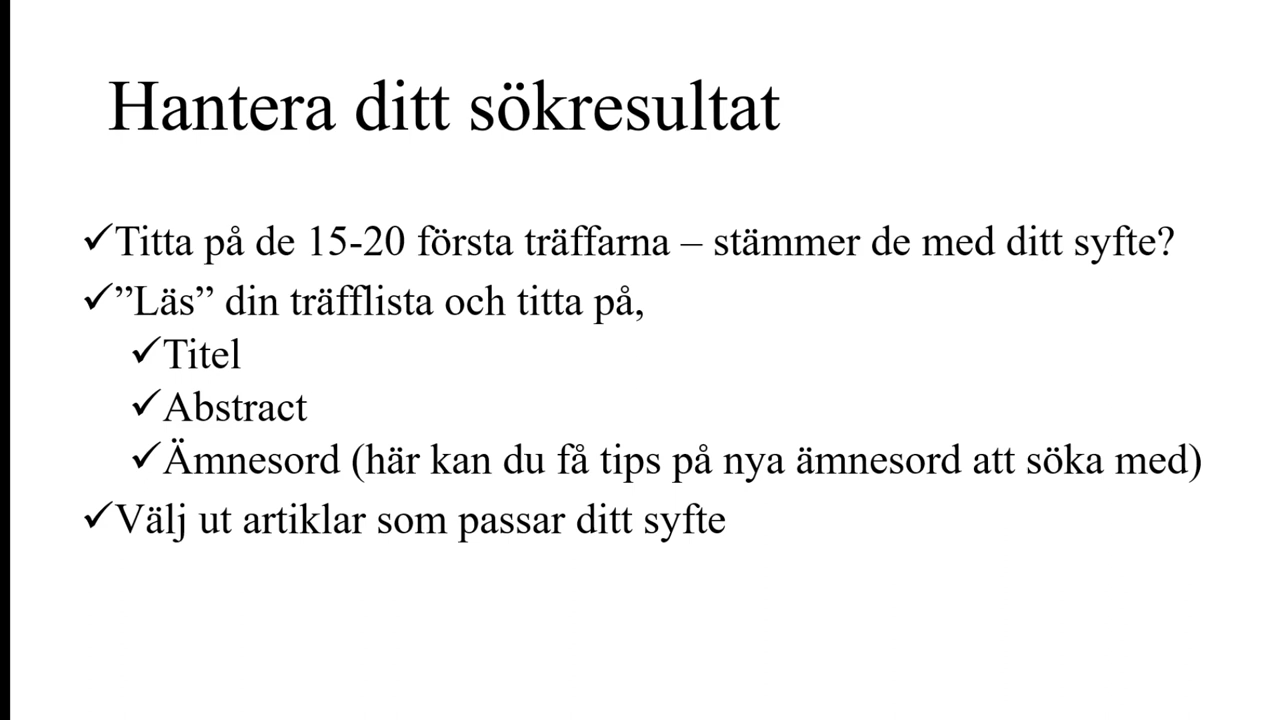 Hantera ditt sökresultat
✓Titta på de 15-20 första träffarna – stämmer de med ditt syfte?
✓”Läs” din träfflista och titta på,
✓Titel
✓Abstract
✓Ämnesord (här kan du få tips på nya ämnesord att söka med)
✓Välj ut artiklar som passar ditt syfte